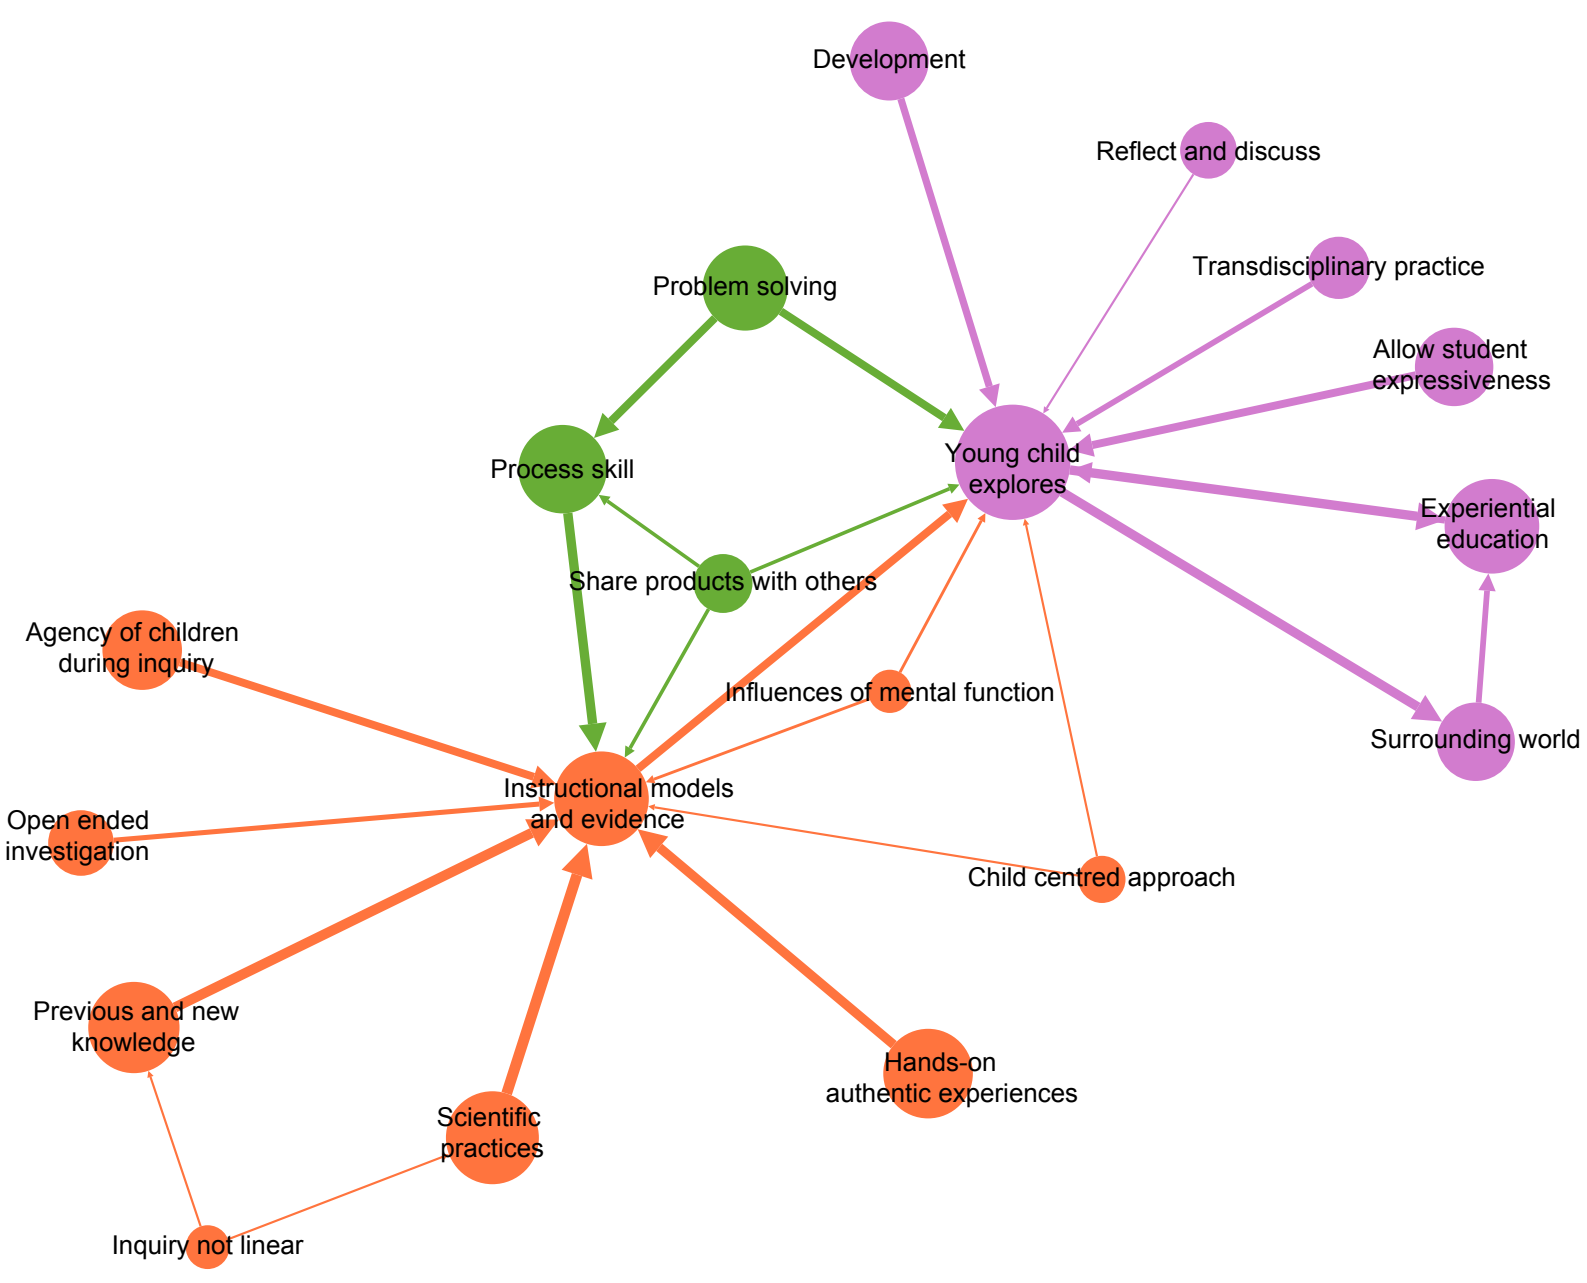 Development
Reflect and discuss
Transdisciplinary practice
Problem solving
Allow student
expressiveness
Young child
explores
Process skill
Experiential
education
Share products with others
Agency of children
during inquiry
Influences of mental function
Surrounding world
Instructional models
and evidence
Open ended
investigation
Child centred approach
Previous and new
knowledge
Hands-on
authentic experiences
Scientific
practices
Inquiry not linear